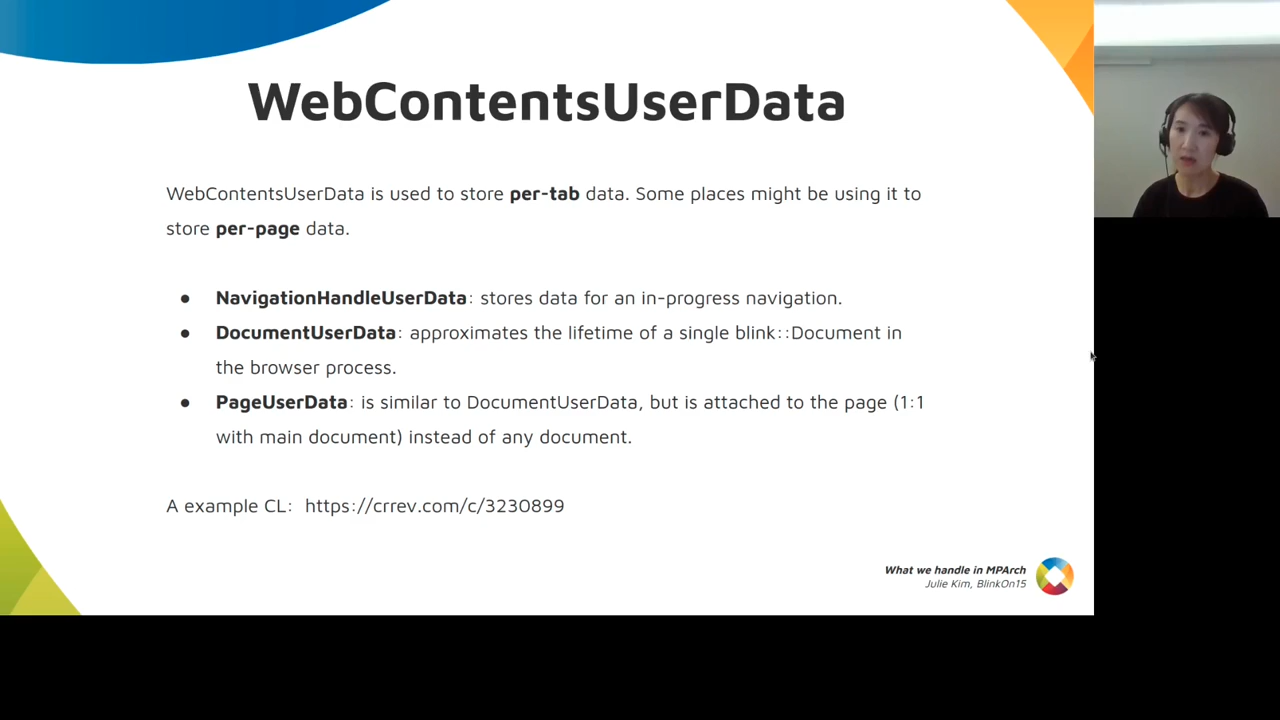 WebContentsUserData
WebContentsUserData is used to store per-tab data. Some places might be using it to
store per-page data.
● NavigationHandleUserData: stores data for an in-progress navigation.
● DocumentUserData: approximates the lifetime of a single blink::Document in
the browser process.
● PageUserData: is similar to DocumentUserData, but is attached to the page (1:1
with main document) instead of any document.
A example CL: https://crrev.com/c/3230899
What we handle in MPArch
Julie Kim, BlinkOn15